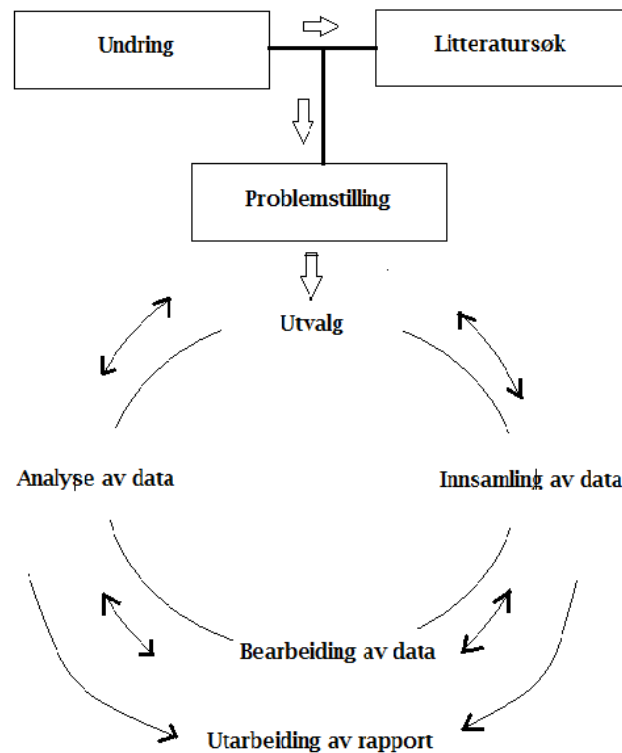 Undring
Litteratursøk
Problemstilling
Utvalg
Analyse av data
Innsamling av data
Bearbeiding av data
Utarbeiding av rapport